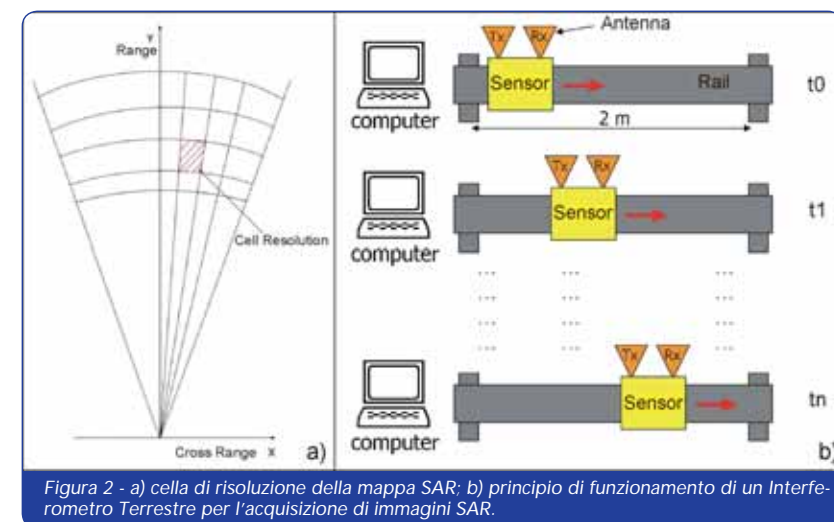 Y
Range
Cell Resolution
Cross Range X
a)
Tx Rx
Antenna
Sensor
Rail
t0
computer
2 m
Tx Rx
Sensor
t1
computer
... ... ...
... ... ...
... ... ...
... ... ...
Tx Rx
Sensor
tn
computer
b)
Figura 2 - a) cella di risoluzione della mappa SAR; b) principio di funzionamento di un Interfe-
rometro Terrestre per l'acquisizione di immagini SAR.